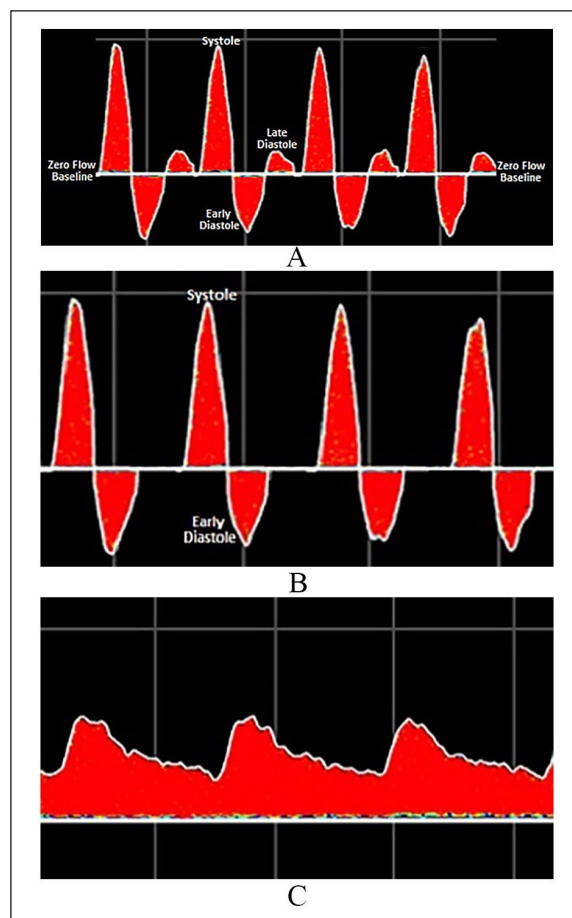 Systole
Late
Diastole
Zero Flow
Baseline
Zero Flow
Baseline
Early
Diastole
A
Systole
Early
Diastole
B
C